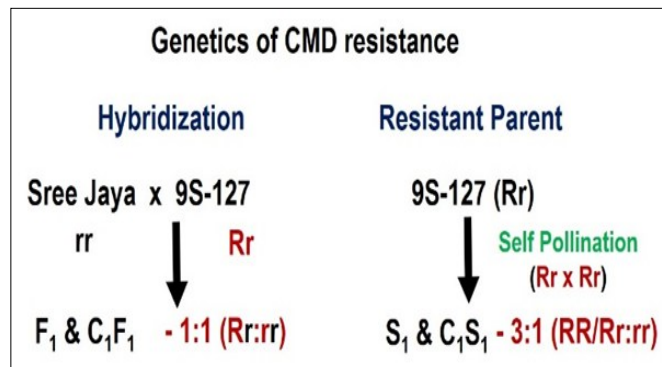 Genetics of CMD resistance
Hybridization
Resistant Parent
Sree Jaya x 9S-127
rr Rr
F₁ & C₁F₁ - 1:1 (Rr:rr)
9S-127 (Rr)
Self Pollination
(Rr x Rr)
S₁ & C₁S₁ - 3:1 (RR/Rr:rr)